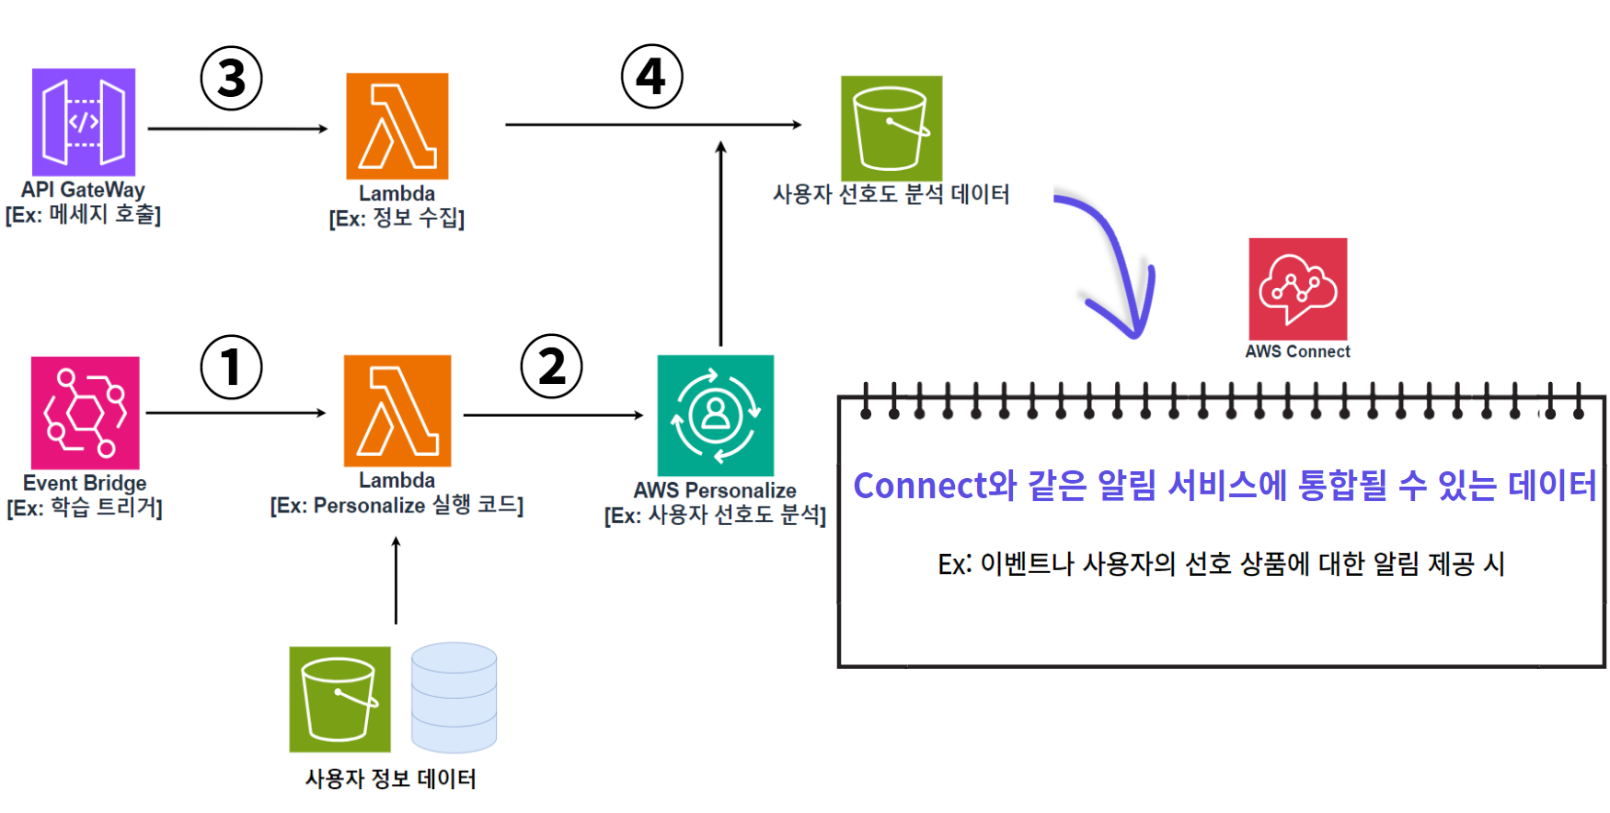 ③
④
API GateWay
[Ex: 메세지 호출]
Lambda
[Ex: 정보 수집]
사용자 선호도 분석 데이터
AWS Connect
①
②
Event Bridge
[Ex: 학습 트리거]
Lambda
[Ex: Personalize 실행 코드]
AWS Personalize
[Ex: 사용자 선호도 분석]
Connect와 같은 알림 서비스에 통합될 수 있는 데이터
Ex: 이벤트나 사용자의 선호 상품에 대한 알림 제공 시
사용자 정보 데이터